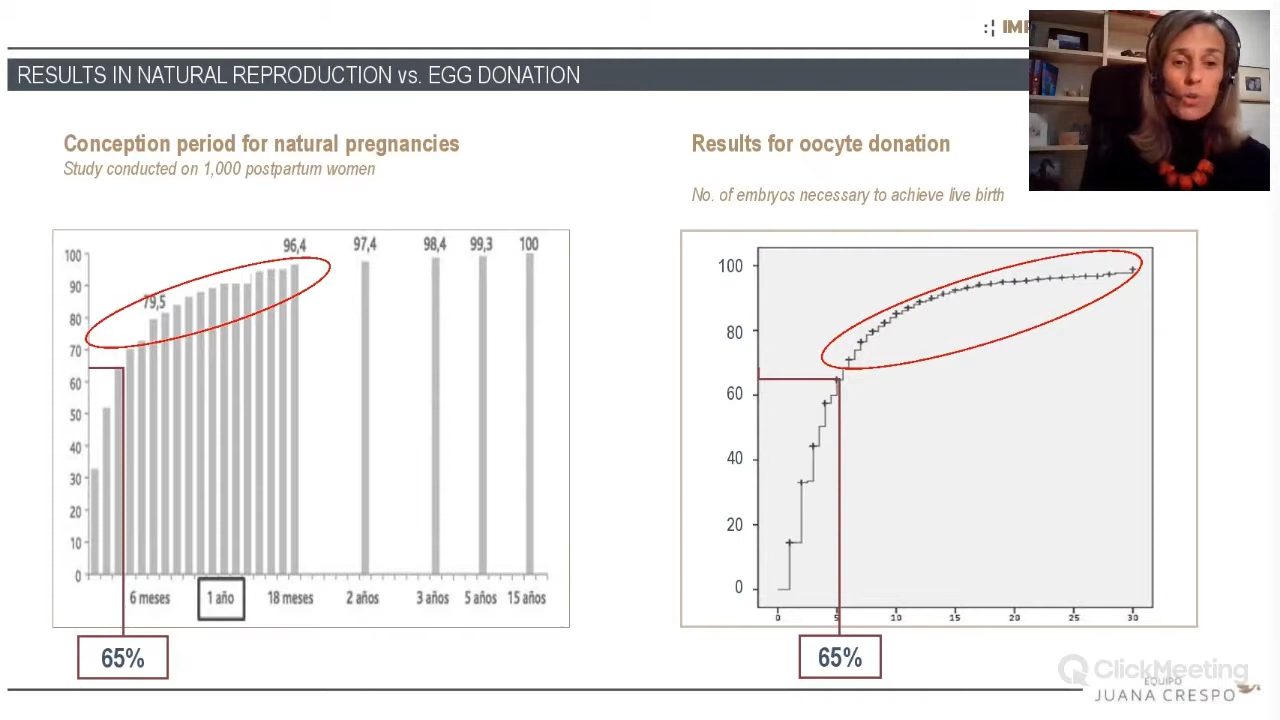 :¦ IMP
RESULTS IN NATURAL REPRODUCTION vs. EGG DONATION
Conception period for natural pregnancies
Study conducted on 1,000 postpartum women
Results for oocyte donation
No. of embryos necessary to achieve live birth
100
90
80
70
60
50
40
30
20
10
0
79,5
96,4
97,4
98,4
99,3
100
6 meses
1 año
18 meses
2 años
3 años
5 años
15 años
65%
100
80
60
40
20
0
0
5
10
15
20
25
30
65%
ClickMeeting
EQUIPO
JUANA CRESPO